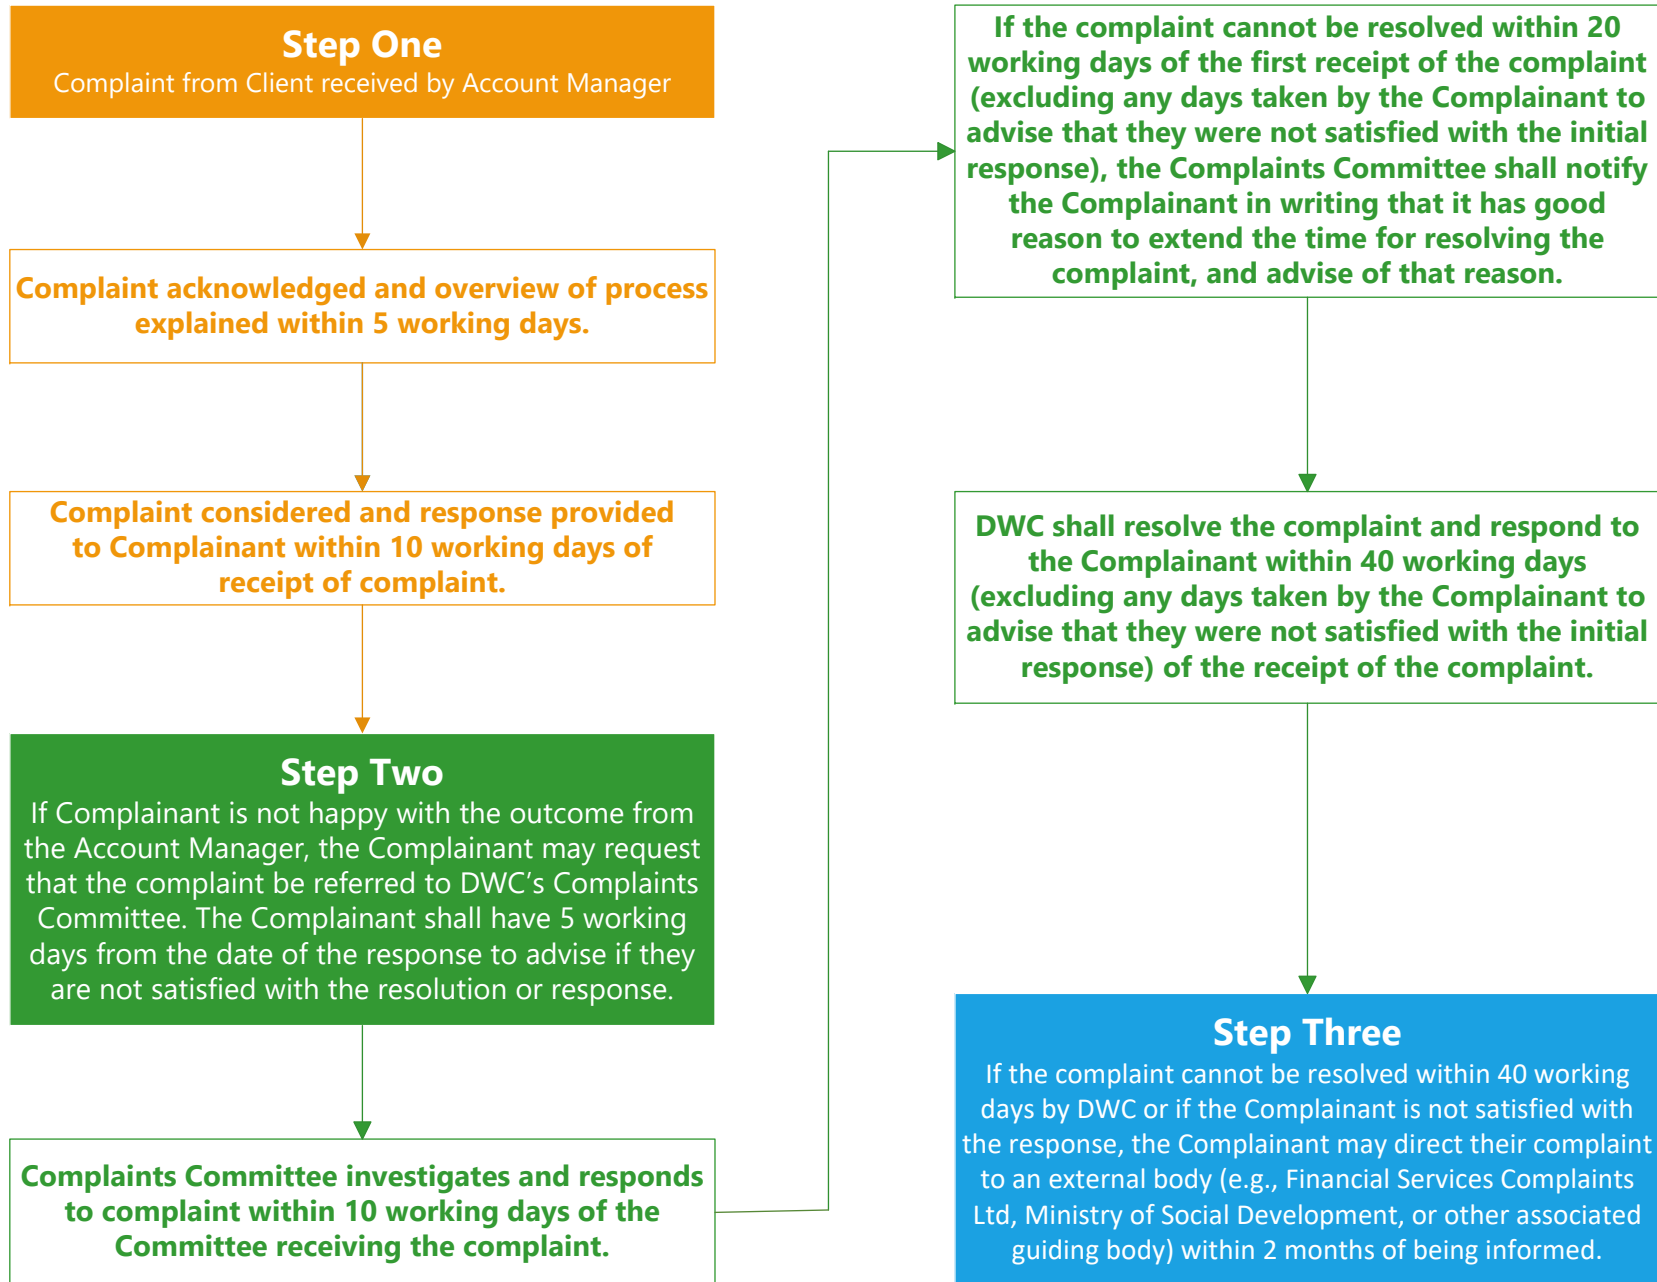 Step One
Complaint from Client received by Account Manager
Complaint acknowledged and overview of process
explained within 5 working days.
Complaint considered and response provided
to Complainant within 10 working days of
receipt of complaint.
Step Two
If Complainant is not happy with the outcome from
the Account Manager, the Complainant may request
that the complaint be referred to DWC’s Complaints
Committee. The Complainant shall have 5 working
days from the date of the response to advise if they
are not satisfied with the resolution or response.
Complaints Committee investigates and responds
to complaint within 10 working days of the
Committee receiving the complaint.
If the complaint cannot be resolved within 20
working days of the first receipt of the complaint
(excluding any days taken by the Complainant to
advise that they were not satisfied with the initial
response), the Complaints Committee shall notify
the Complainant in writing that it has good
reason to extend the time for resolving the
complaint, and advise of that reason.
DWC shall resolve the complaint and respond to
the Complainant within 40 working days
(excluding any days taken by the Complainant to
advise that they were not satisfied with the initial
response) of the receipt of the complaint.
Step Three
If the complaint cannot be resolved within 40 working
days by DWC or if the Complainant is not satisfied with
the response, the Complainant may direct their complaint
to an external body (e.g., Financial Services Complaints
Ltd, Ministry of Social Development, or other associated
guiding body) within 2 months of being informed.